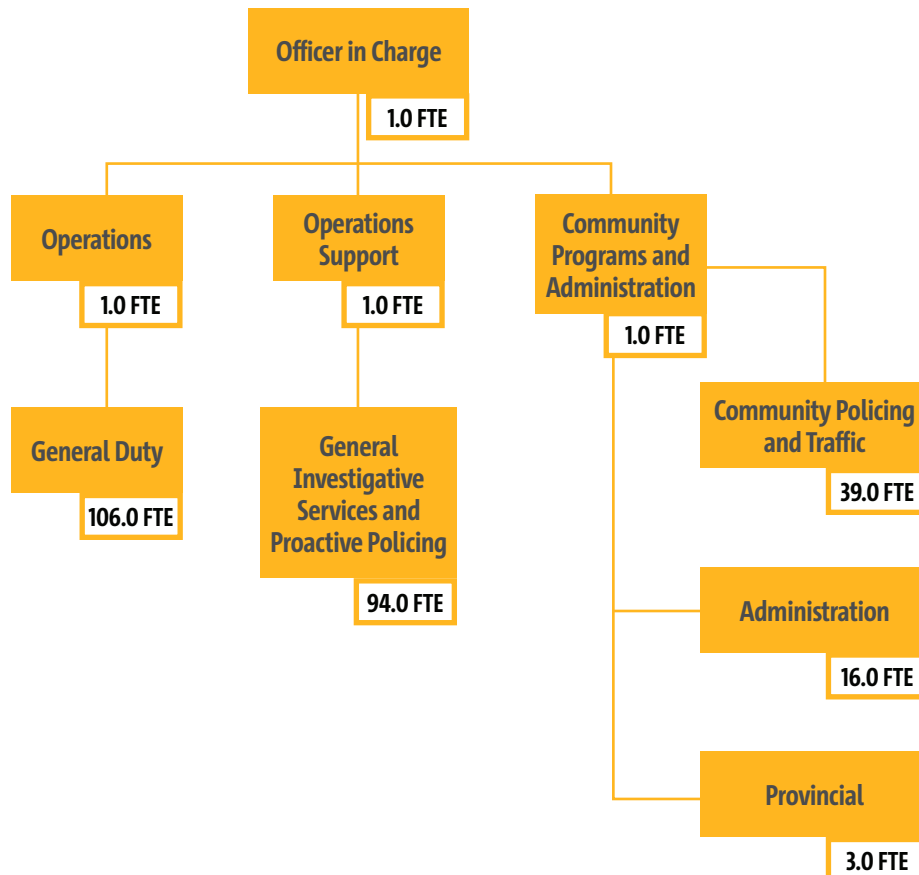 Officer in Charge
1.0 FTE
Operations
1.0 FTE
Operations
Support
1.0 FTE
Community
Programs and
Administration
1.0 FTE
General Duty
106.0 FTE
General
Investigative
Services and
Proactive Policing
94.0 FTE
Community Policing
and Traffic
39.0 FTE
Administration
16.0 FTE
Provincial
3.0 FTE